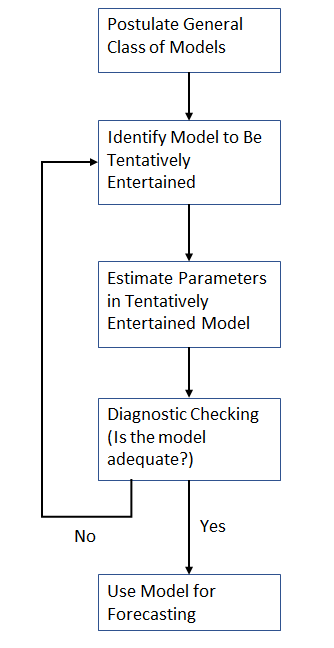 Postulate General
Class of Models
Identify Model to Be
Tentatively
Entertained
Estimate Parameters
in Tentatively
Entertained Model
Diagnostic Checking
(Is the model
adequate?)
No
Yes
Use Model for
Forecasting